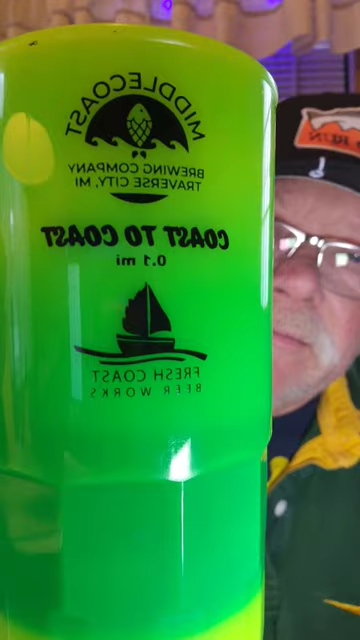 MIDDLECOAST
BREWING COMPANY
TRAVERSE CITY, MI
COAST TO COAST
0.1 mi
FRESH COAST
BEER WORKS